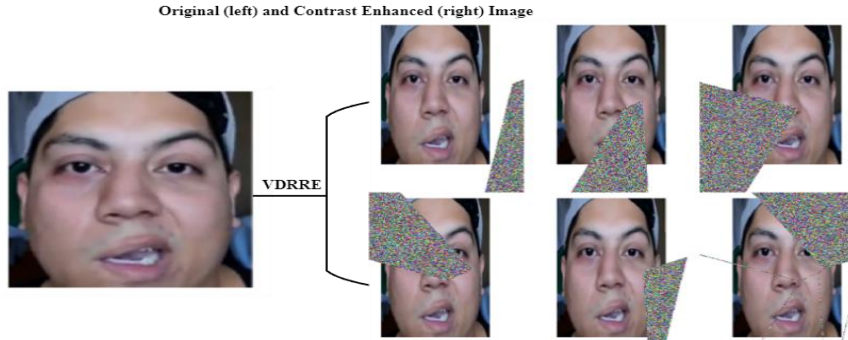 Original (left) and Contrast Enhanced (right) Image
VDRRE